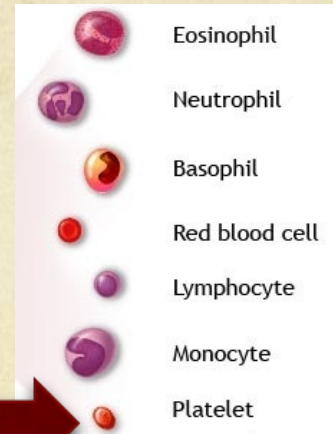 Eosinophil
Neutrophil
Basophil
Red blood cell
Lymphocyte
Monocyte
Platelet